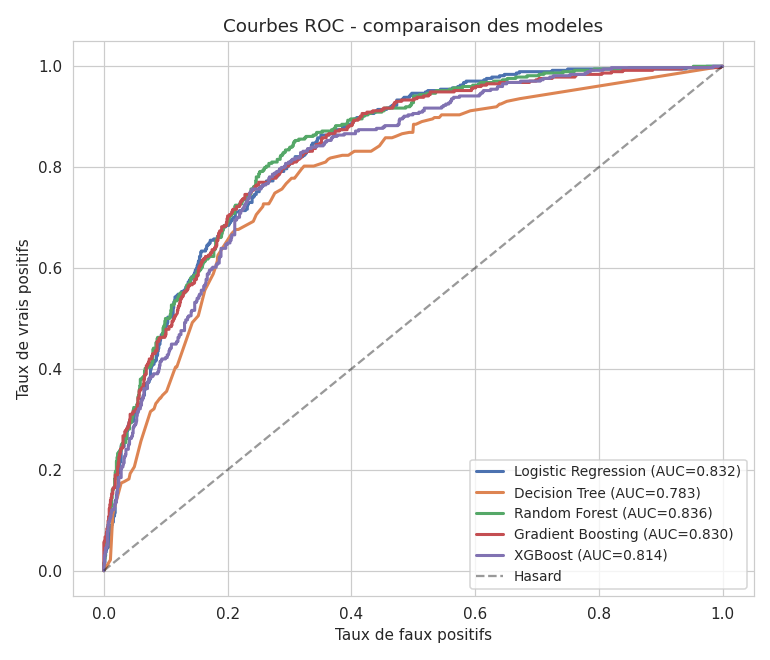 Courbes ROC - comparaison des modeles
Taux de vrais positifs
1.0
0.8
0.6
0.4
0.2
0.0
Logistic Regression (AUC=0.832)
Decision Tree (AUC=0.783)
Random Forest (AUC=0.836)
Gradient Boosting (AUC=0.830)
XGBoost (AUC=0.814)
Hasard
0.0 0.2 0.4 0.6 0.8 1.0
Taux de faux positifs